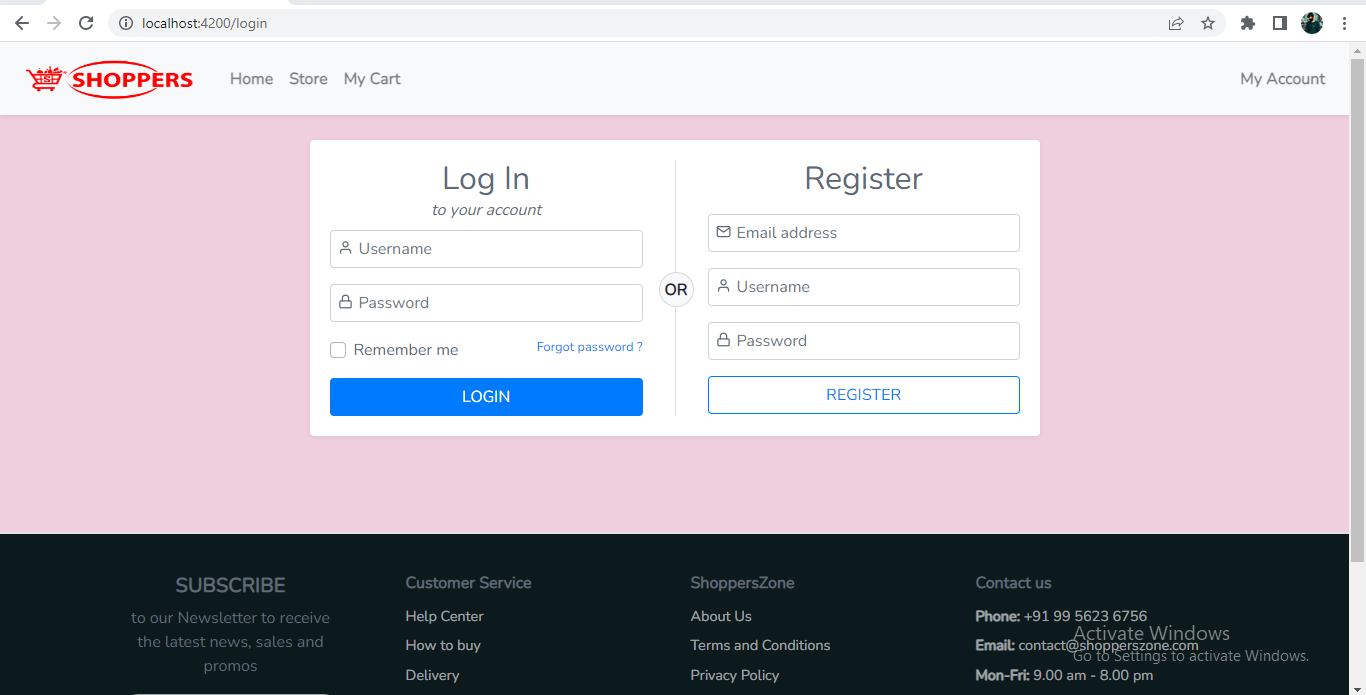 localhost:4200/login
SHOPPERS
Home
Store
My Cart
My Account
Log In
to your account
Username
Password
Remember me
Forgot password ?
LOGIN
OR
Register
Email address
Username
Password
REGISTER
SUBSCRIBE
to our Newsletter to receive
the latest news, sales and
promos
Customer Service
Help Center
How to buy
Delivery
ShoppersZone
About Us
Terms and Conditions
Privacy Policy
Contact us
Phone: +91 99 5623 6756
Email: contact@shopperszone.com
Mon-Fri: 9.00 am - 8.00 pm
Activate Windows
Go to Settings to activate Windows.